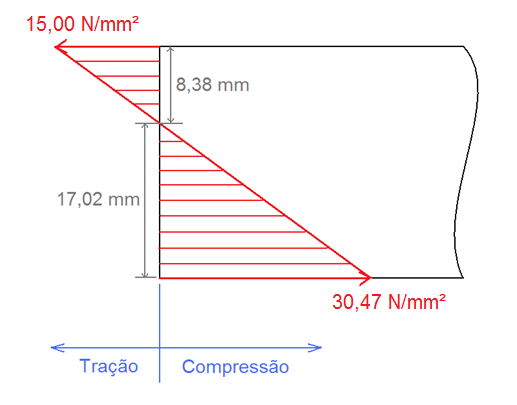 15,00 N/mm²
8,38 mm
17,02 mm
30,47 N/mm²
Tração
Compressão